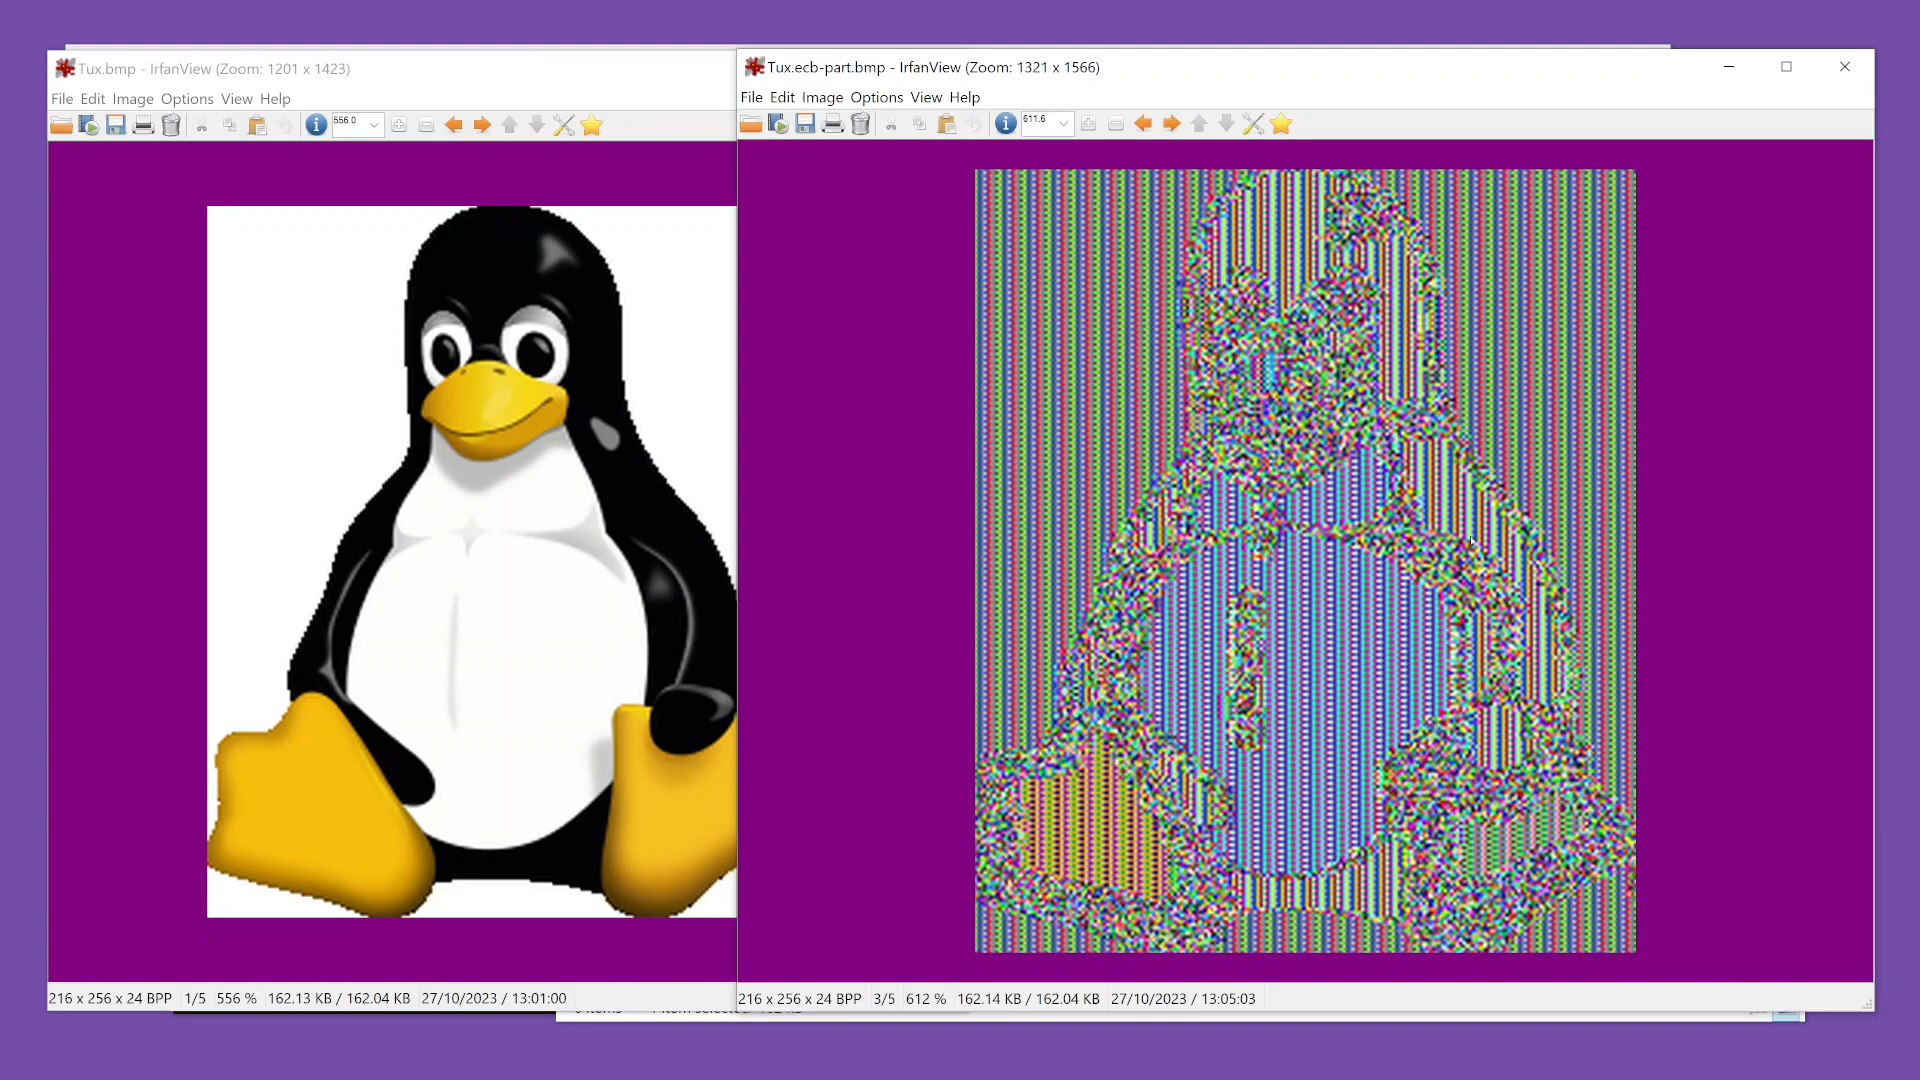 Tux.bmp - IrfanView (Zoom: 1201 x 1423)
File Edit Image Options View Help
556.0
216 x 256 x 24 BPP 1/5 556 % 162.13 KB / 162.04 KB 27/10/2023 / 13:01:00
Tux.ecb-part.bmp - IrfanView (Zoom: 1321 x 1566)
File Edit Image Options View Help
611.6
216 x 256 x 24 BPP 3/5 612 % 162.14 KB / 162.04 KB 27/10/2023 / 13:05:03